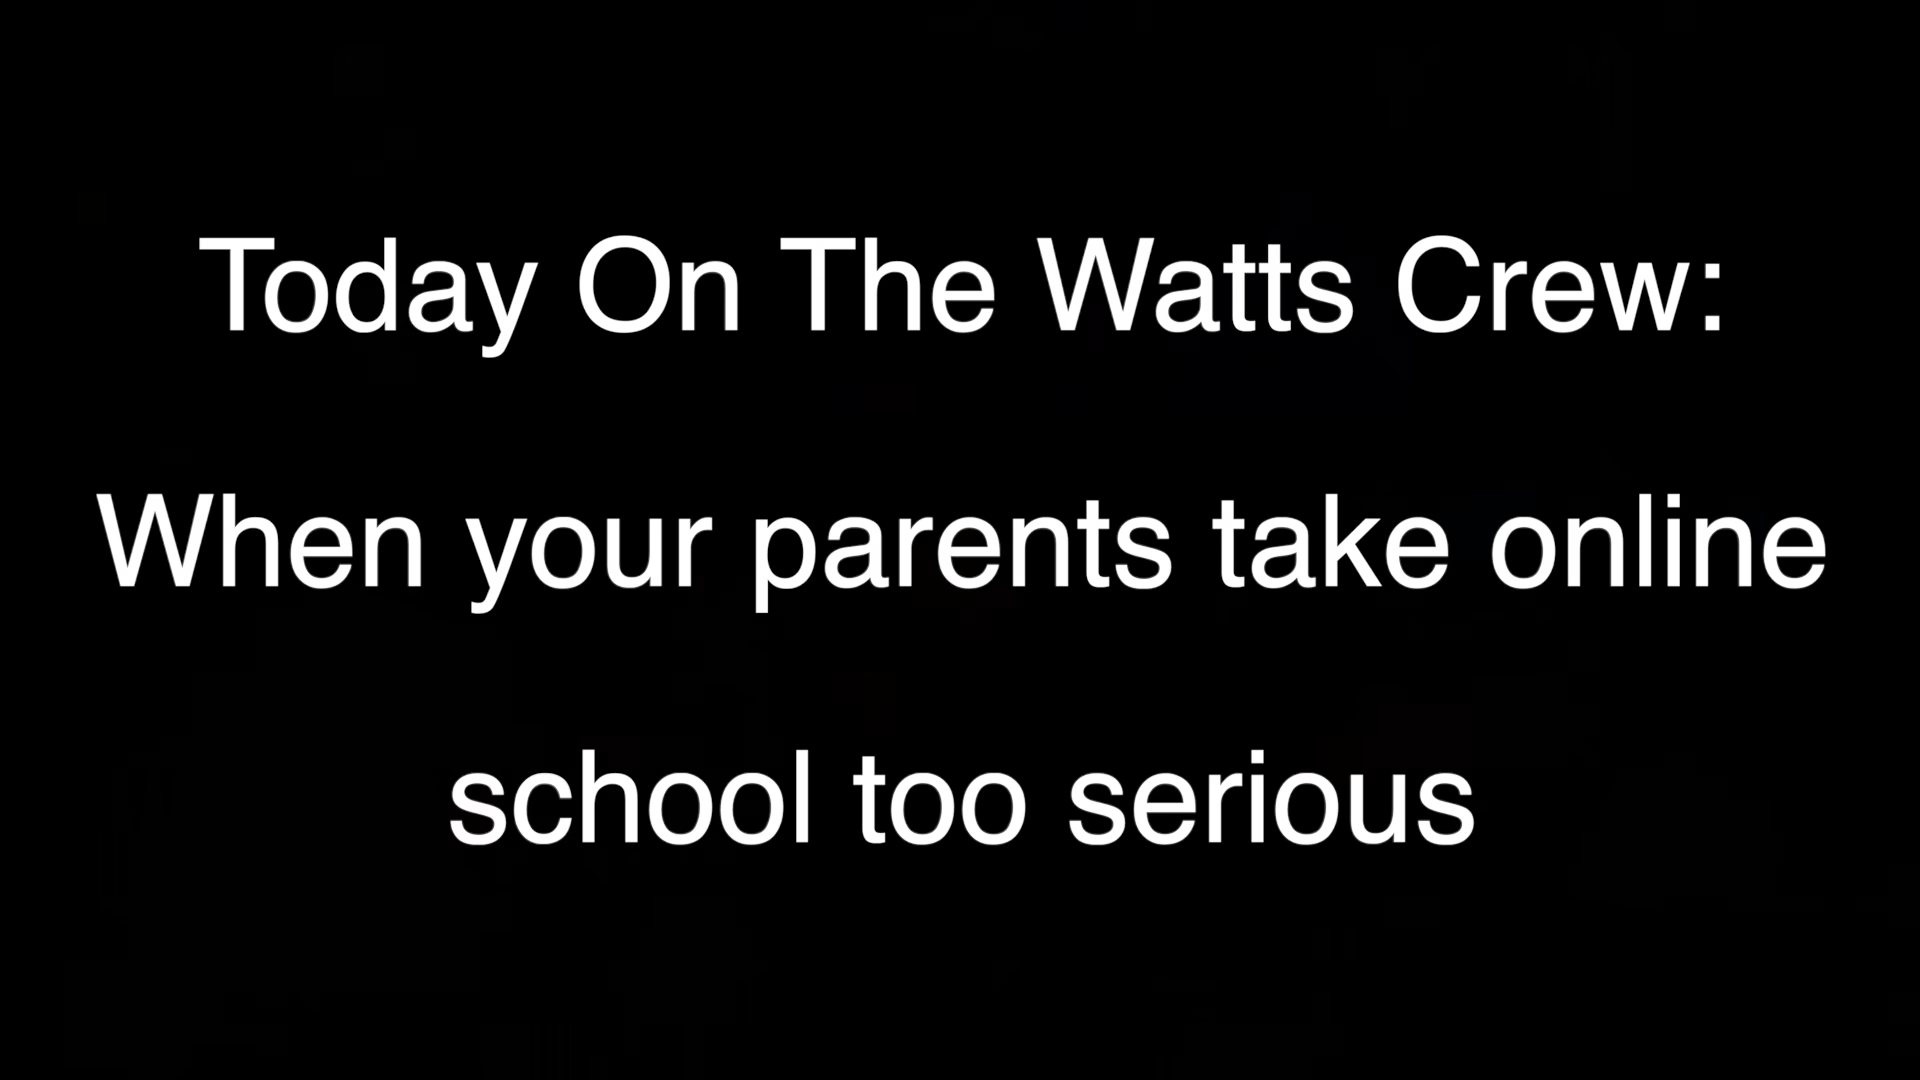 Today On The Watts Crew:
When your parents take online
school too serious